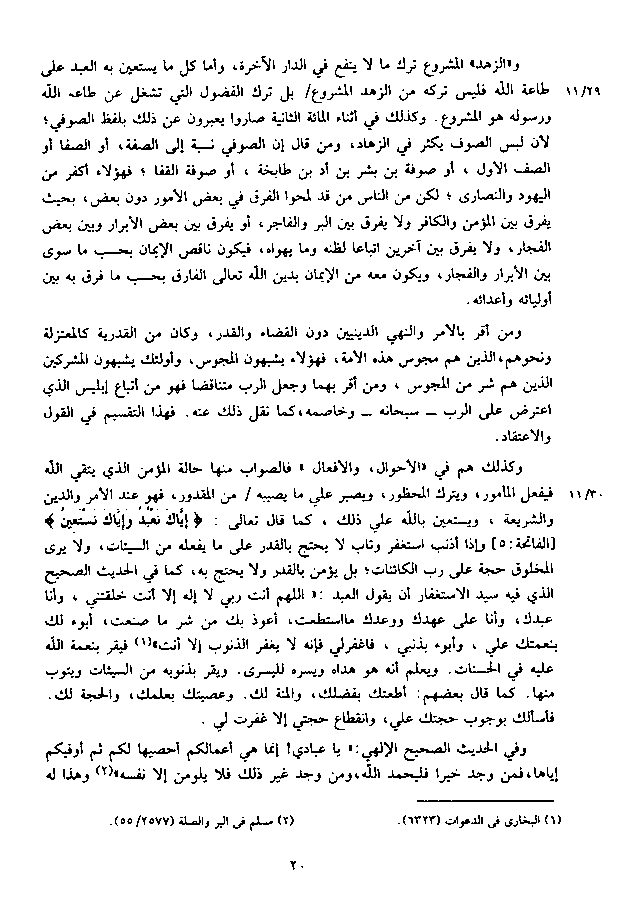 و«الزهد» المشروع ترك ما لا ينفع في الدار الآخرة، وأما كل ما يستعين به العبد على
١١/٢٩ طاعة الله فليس تركه من الزهد المشروع/ بل ترك الفضول التي تشغل عن طاعة الله
ورسوله هو المشروع. وكذلك في أثناء المائة الثانية صاروا يعبرون عن ذلك بلفظ الصوفي؛
لأن لبس الصوف يكثر في الزهاد، ومن قال إن الصوفي نسبة إلى الصفة، أو الصفا أو
الصف الأول ، أو صوفة بن بشر بن أد بن طابخة ، أو صوفة القفا ؛ فهؤلاء أكفر من
اليهود والنصارى ؛ لكن من الناس من قد لمحوا الفرق في بعض الأمور دون بعض، بحيث
يفرق بين المؤمن والكافر ولا يفرق بين البر والفاجر، أو يفرق بين بعض الأبرار وبين بعض
الفجار، ولا يفرق بين آخرين اتباعا لظنه وما يهواه، فيكون ناقص الإيمان بحسب ما سوى
بين الأبرار والفجار، ويكون معه من الإيمان بدين الله تعالى الفارق بحسب ما فرق به بين
أوليائه وأعدائه.
ومن أقر بالأمر والنهي الدينيين دون القضاء والقدر، وكان من القدرية كالمعتزلة
ونحوهم، الذين هم مجوس هذه الأمة، فهؤلاء يشبهون المجوس، وأولئك يشبهون المشركين
الذين هم شر من المجوس ، ومن أقر بهما وجعل الرب متناقضا فهو من أتباع إبليس الذي
اعترض على الرب ــ سبحانه ــ وخاصمه، كما نقل ذلك عنه. فهذا التقسيم في القول
والاعتقاد.
وكذلك هم في «الأحوال، والأفعال » فالصواب منها حالة المؤمن الذي يتقي الله
١١/٣٠ فيفعل المأمور، ويترك المحظور، ويصبر علي ما يصيبه / من المقدور، فهو عند الأمر والدين
والشريعة ، ويستعين بالله علي ذلك ، كما قال تعالى : ﴿ إِيَّاكَ نَعْبُدُ وَإِيَّاكَ نَسْتَعِينُ ﴾
[الفاتحة: ٥] وإذا أذنب استغفر وتاب لا يحتج بالقدر على ما يفعله من السيئات، ولا يرى
المخلوق حجة على رب الكائنات؛ بل يؤمن بالقدر ولا يحتج به، كما في الحديث الصحيح
الذي فيه سيد الاستغفار أن يقول العبد :« اللهم أنت ربي لا إله إلا أنت خلقتني ، وأنا
عبدك، وأنا على عهدك ووعدك مااستطعت، أعوذ بك من شر ما صنعت، أبوء لك
بنعمتك علي ، وأبوء بذنبي ، فاغفرلي فإنه لا يغفر الذنوب إلا أنت»(١) فيقر بنعمة الله
عليه في الحسنات. ويعلم أنه هو هداه ويسره لليسرى. ويقر بذنوبه من السيئات ويتوب
منها. كما قال بعضهم: أطعتك بفضلك، والمنة لك. وعصيتك بعلمك، والحجة لك.
فأسألك بوجوب حجتك علي، وانقطاع حجتي إلا غفرت لي .
وفي الحديث الصحيح الإلهي:« يا عبادي! إنما هي أعمالكم أحصيها لكم ثم أوفيكم
إياها، فمن وجد خيرا فليحمد الله، ومن وجد غير ذلك فلا يلومن إلا نفسه»(٢) وهذا له
(١) البخارى فى الدعوات (٦٣٢٣).
(٢) مسلم فى البر والصلة (٢٥٧٧/ ٥٥).
٢٠